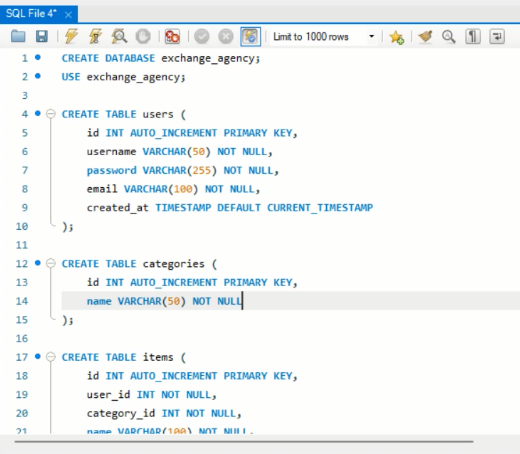 SQL File 4*
Limit to 1000 rows
1 CREATE DATABASE exchange_agency;
2 USE exchange_agency;
3
4 CREATE TABLE users (
5 id INT AUTO_INCREMENT PRIMARY KEY,
6 username VARCHAR(50) NOT NULL,
7 password VARCHAR(255) NOT NULL,
8 email VARCHAR(100) NOT NULL,
9 created_at TIMESTAMP DEFAULT CURRENT_TIMESTAMP
10 );
11
12 CREATE TABLE categories (
13 id INT AUTO_INCREMENT PRIMARY KEY,
14 name VARCHAR(50) NOT NULL
15 );
16
17 CREATE TABLE items (
18 id INT AUTO_INCREMENT PRIMARY KEY,
19 user_id INT NOT NULL,
20 category_id INT NOT NULL,
21 name VARCHAR(100) NOT NULL,